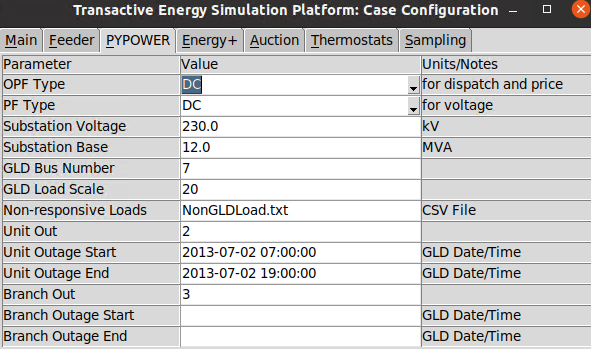 Transactive Energy Simulation Platform: Case Configuration
Main Feeder PYPOWER Energy+ Auction Thermostats Sampling
Parameter Value Units/Notes
OPF Type DC for dispatch and price
PF Type DC for voltage
Substation Voltage 230.0 kV
Substation Base 12.0 MVA
GLD Bus Number 7
GLD Load Scale 20
Non-responsive Loads NonGLDLoad.txt CSV File
Unit Out 2
Unit Outage Start 2013-07-02 07:00:00 GLD Date/Time
Unit Outage End 2013-07-02 19:00:00 GLD Date/Time
Branch Out 3
Branch Outage Start GLD Date/Time
Branch Outage End GLD Date/Time